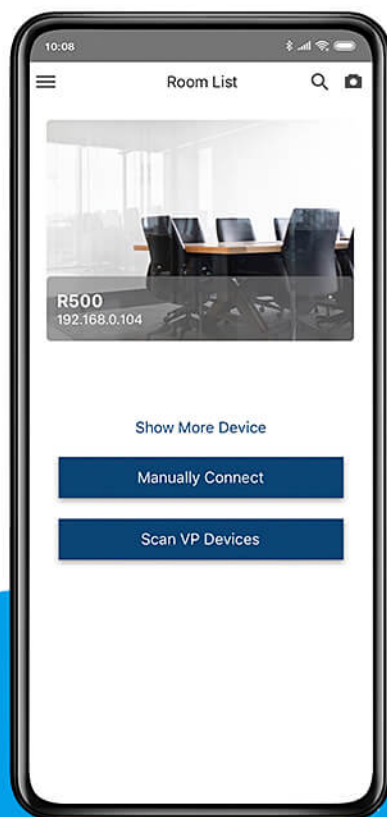 10:08
Room List
R500
192.168.0.104
Show More Device
Manually Connect
Scan VP Devices